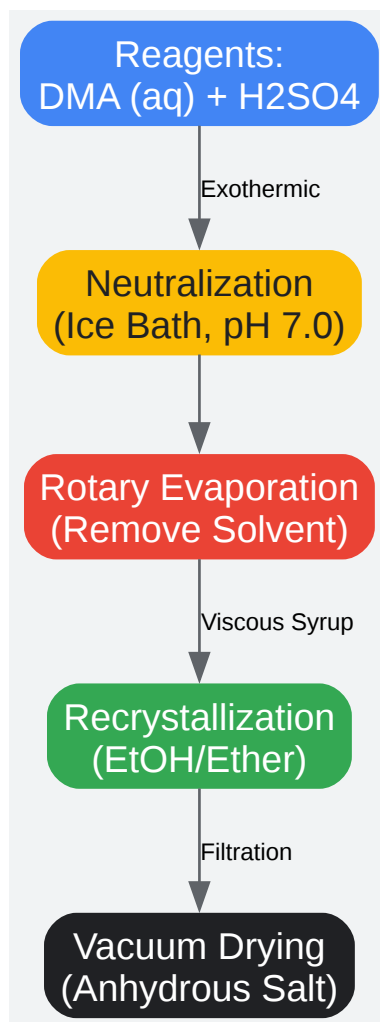 Reagents:
DMA (aq) + H2SO4
Exothermic
Neutralization
(Ice Bath, pH 7.0)
Rotary Evaporation
(Remove Solvent)
Viscous Syrup
Recrystallization
(EtOH/Ether)
Filtration
Vacuum Drying
(Anhydrous Salt)